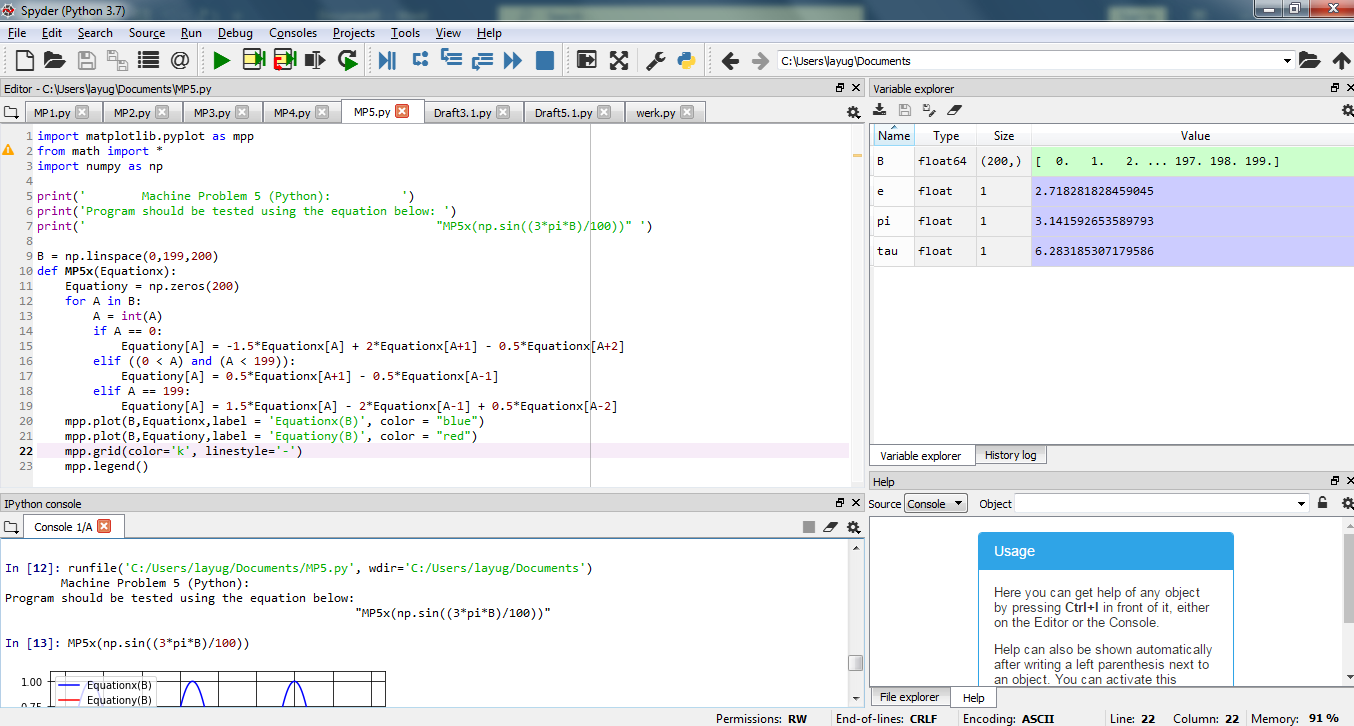 Spyder (Python 3.7)
File Edit Search Source Run Debug Consoles Projects Tools View Help
C:\Users\layug\Documents
Editor - C:\Users\layug\Documents\MP5.py
MP1.py MP2.py MP3.py MP4.py MP5.py Draft3.1.py Draft5.1.py werk.py
1 import matplotlib.pyplot as mpp
2 from math import *
3 import numpy as np
4
5 print('        Machine Problem 5 (Python):          ')
6 print('Program should be tested using the equation below: ')
7 print('                                                  "MP5x(np.sin((3*pi*B)/100))" ')
8
9 B = np.linspace(0,199,200)
10 def MP5x(Equationx):
11     Equationy = np.zeros(200)
12     for A in B:
13         A = int(A)
14         if A == 0:
15             Equationy[A] = -1.5*Equationx[A] + 2*Equationx[A+1] - 0.5*Equationx[A+2]
16         elif ((0 < A) and (A < 199)):
17             Equationy[A] = 0.5*Equationx[A+1] - 0.5*Equationx[A-1]
18         elif A == 199:
19             Equationy[A] = 1.5*Equationx[A] - 2*Equationx[A-1] + 0.5*Equationx[A-2]
20     mpp.plot(B,Equationx,label = 'Equationx(B)', color = "blue")
21     mpp.plot(B,Equationy,label = 'Equationy(B)', color = "red")
22     mpp.grid(color='k', linestyle='-')
23     mpp.legend()
IPython console
Console 1/A
In [12]: runfile('C:/Users/layug/Documents/MP5.py', wdir='C:/Users/layug/Documents')
        Machine Problem 5 (Python):
Program should be tested using the equation below:
                                                  "MP5x(np.sin((3*pi*B)/100))"
In [13]: MP5x(np.sin((3*pi*B)/100))
1.00
Equationx(B)
Equationy(B)
0.75
Variable explorer
Name Type Size Value
B float64 (200,) [  0.   1.   2. ... 197. 198. 199.]
e float 1 2.718281828459045
pi float 1 3.141592653589793
tau float 1 6.283185307179586
Variable explorer History log
Help
Source Console Object
Usage
Here you can get help of any object
by pressing Ctrl+I in front of it, either
on the Editor or the Console.
Help can also be shown automatically
after writing a left parenthesis next to
an object. You can activate this
File explorer Help
Permissions: RW End-of-lines: CRLF Encoding: ASCII Line: 22 Column: 22 Memory: 91 %